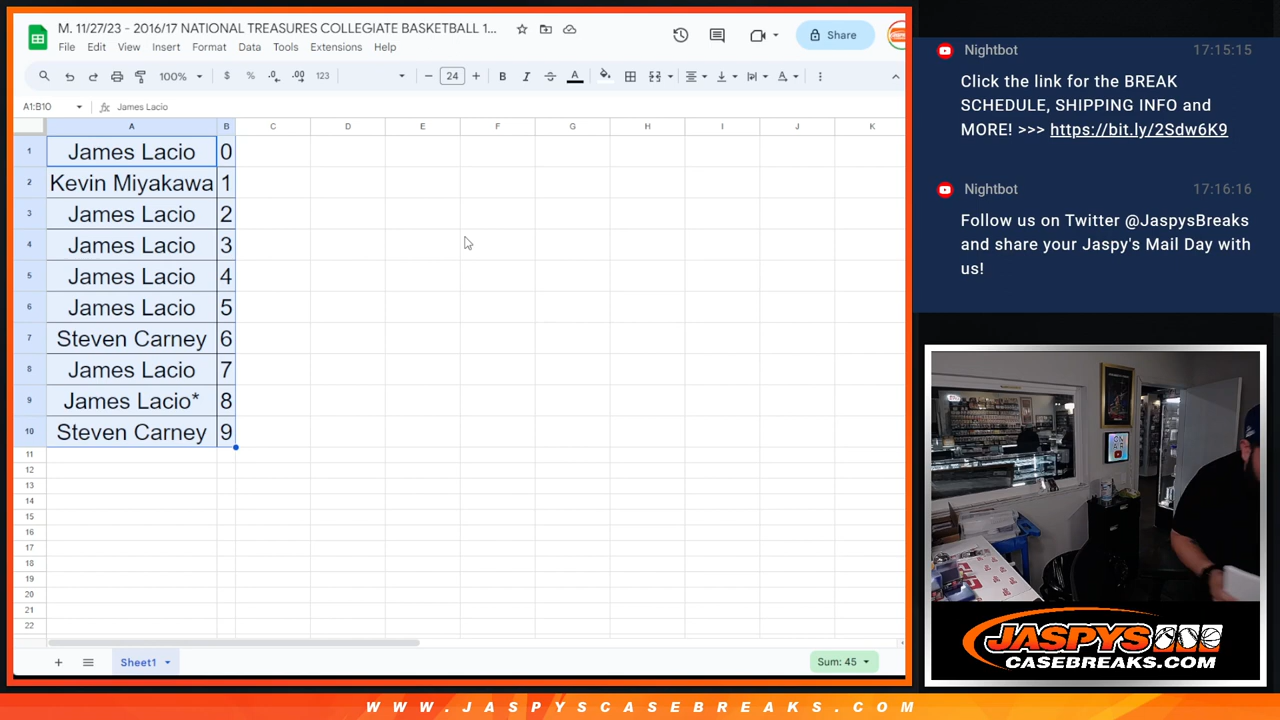 M. 11/27/23 - 2016/17 NATIONAL TREASURES COLLEGIATE BASKETBALL 1...
Share
File Edit View Insert Format Data Tools Extensions Help
100% $ % .0 .00 123 24 B I S A
A1:B10 fx James Lacio
A B C D E F G H I J K
1 James Lacio 0
2 Kevin Miyakawa 1
3 James Lacio 2
4 James Lacio 3
5 James Lacio 4
6 James Lacio 5
7 Steven Carney 6
8 James Lacio 7
9 James Lacio* 8
10 Steven Carney 9
11
12
13
14
15
16
17
18
19
20
21
22
Sheet1
Sum: 45
Nightbot 17:15:15
Click the link for the BREAK
SCHEDULE, SHIPPING INFO and
MORE! >>> https://bit.ly/2Sdw6K9
Nightbot 17:16:16
Follow us on Twitter @JaspysBreaks
and share your Jaspy's Mail Day with
us!
JASPYS
CASEBREAKS.COM
WWW.JASPYSCASEBREAKS.COM